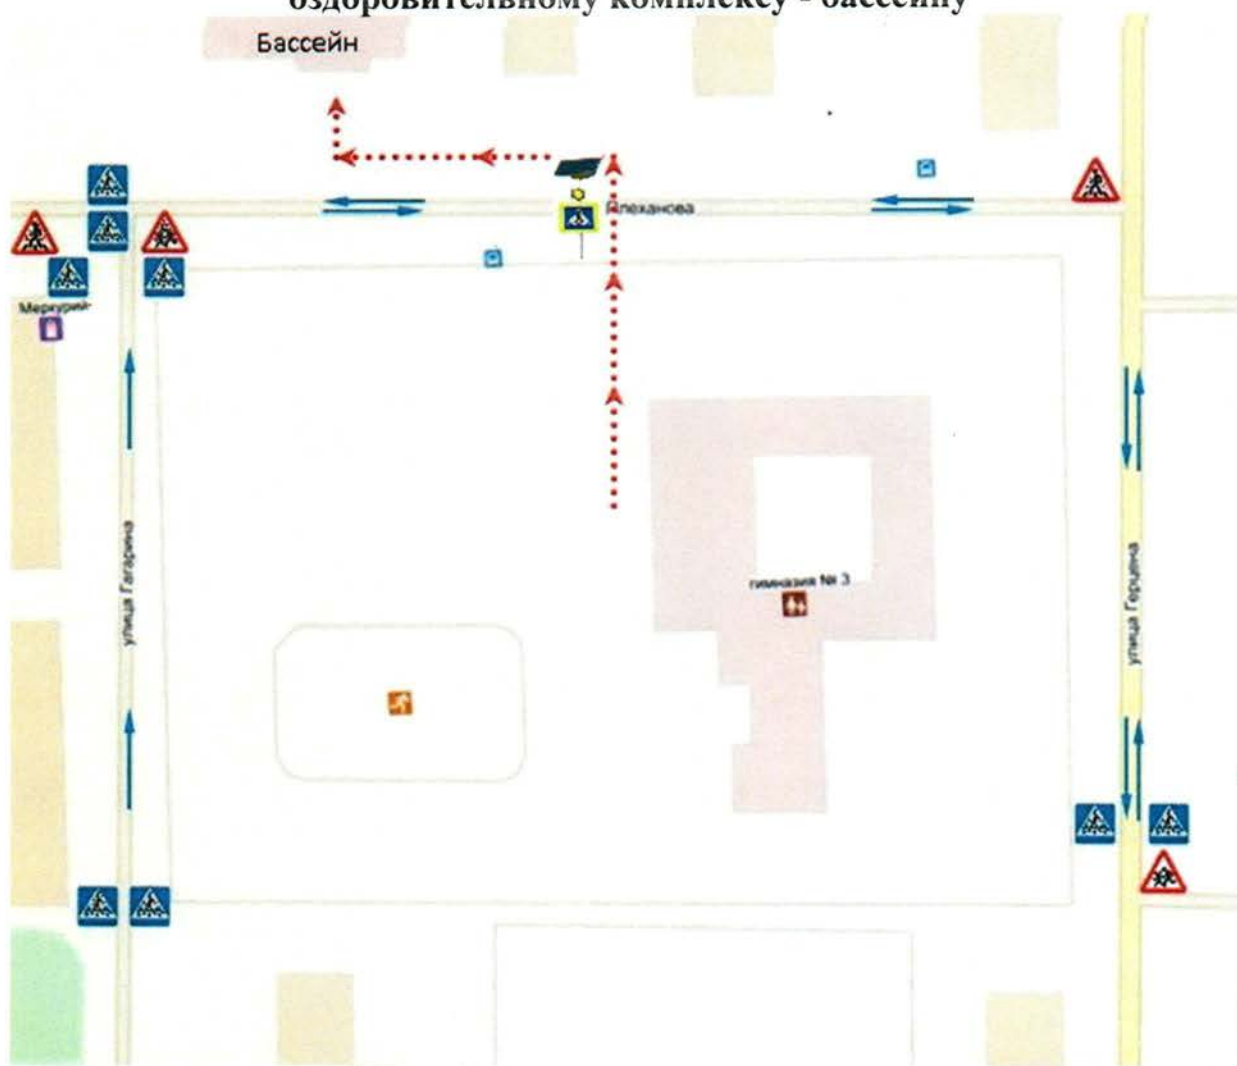 оздоровительному комплексу - бассейну
Бассейн
Плеханова
Меркурий-
улица Гагарина
гимназия № 3
улица Герцена